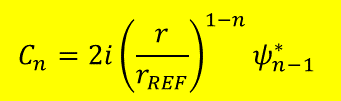 C_n = 2i (r / r_REF)^{1−n} ψ*_{n−1}